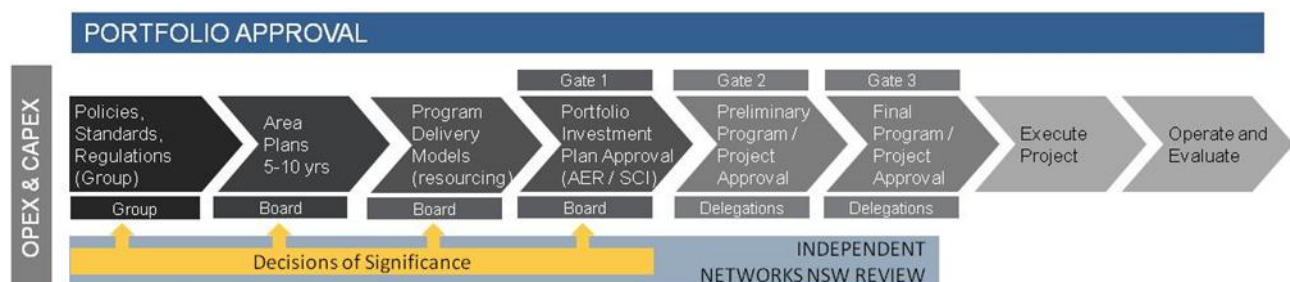 PORTFOLIO APPROVAL
OPEX & CAPEX
Gate 1
Gate 2
Gate 3
Policies,
Standards,
Regulations
(Group)
Area
Plans
5-10 yrs
Program
Delivery
Models
(resourcing)
Portfolio
Investment
Plan Approval
(AER / SCI)
Preliminary
Program /
Project
Approval
Final
Program /
Project
Approval
Execute
Project
Operate and
Evaluate
Group
Board
Board
Board
Delegations
Delegations
Decisions of Significance
INDEPENDENT
NETWORKS NSW REVIEW